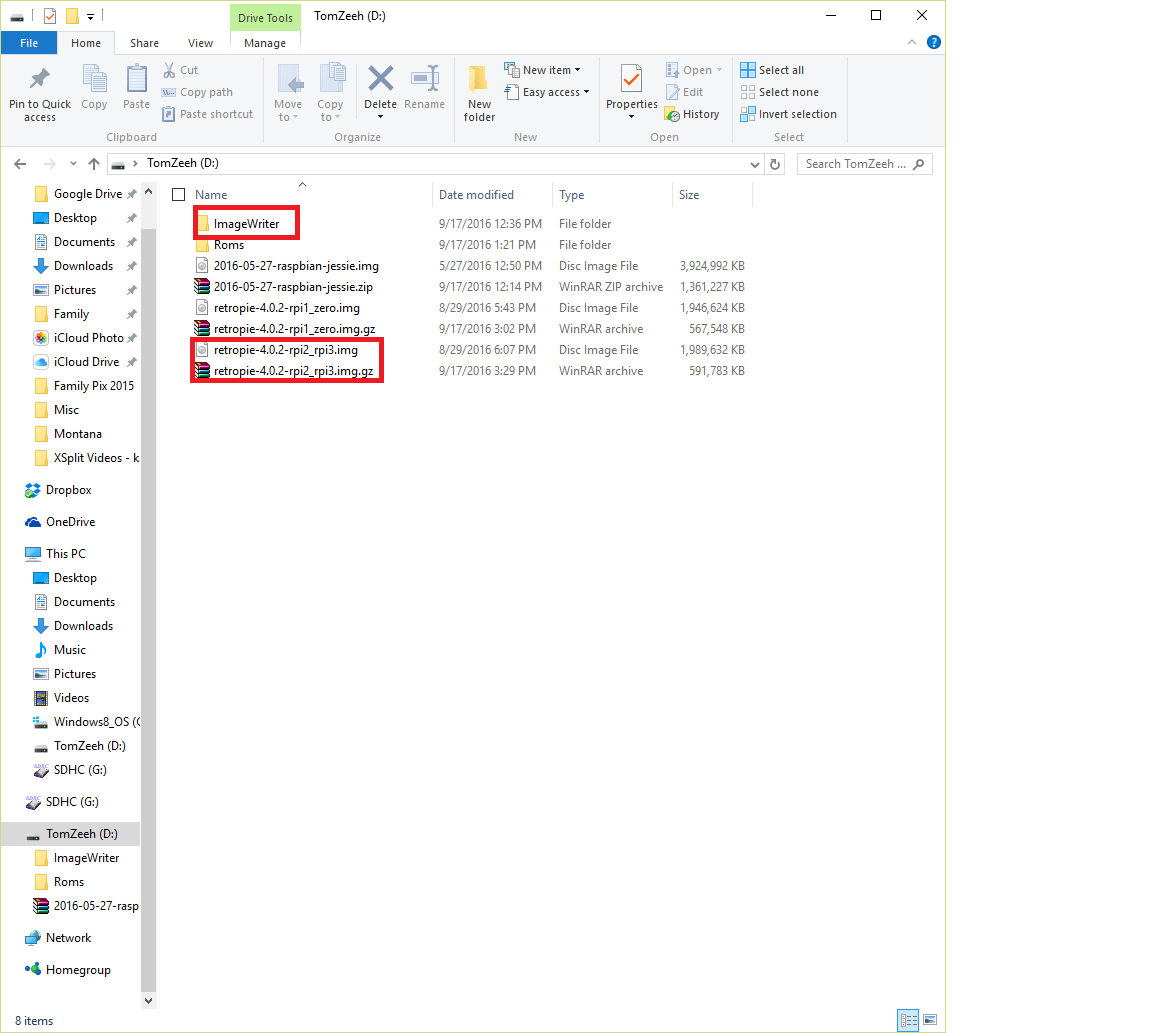 Drive Tools TomZeeh (D:)
File Home Share View Manage
Pin to Quick access
Copy
Paste
Cut
Copy path
Paste shortcut
Clipboard
Move to
Copy to
Delete
Rename
Organize
New folder
New item
Easy access
New
Properties
Open
Edit
History
Open
Select all
Select none
Invert selection
Select
TomZeeh (D:)
Search TomZeeh ...
Google Drive
Desktop
Documents
Downloads
Pictures
Family
iCloud Photo
iCloud Drive
Family Pix 2015
Misc
Montana
XSplit Videos - k
Dropbox
OneDrive
This PC
Desktop
Documents
Downloads
Music
Pictures
Videos
Windows8_OS (C
TomZeeh (D:)
SDHC (G:)
SDHC (G:)
TomZeeh (D:)
ImageWriter
Roms
2016-05-27-rasp
Network
Homegroup
Name Date modified Type Size
ImageWriter 9/17/2016 12:36 PM File folder
Roms 9/17/2016 1:21 PM File folder
2016-05-27-raspbian-jessie.img 5/27/2016 12:50 PM Disc Image File 3,924,992 KB
2016-05-27-raspbian-jessie.zip 9/17/2016 12:14 PM WinRAR ZIP archive 1,361,227 KB
retropie-4.0.2-rpi1_zero.img 8/29/2016 5:43 PM Disc Image File 1,946,624 KB
retropie-4.0.2-rpi1_zero.img.gz 9/17/2016 3:02 PM WinRAR archive 567,548 KB
retropie-4.0.2-rpi2_rpi3.img 8/29/2016 6:07 PM Disc Image File 1,989,632 KB
retropie-4.0.2-rpi2_rpi3.img.gz 9/17/2016 3:29 PM WinRAR archive 591,783 KB
8 items